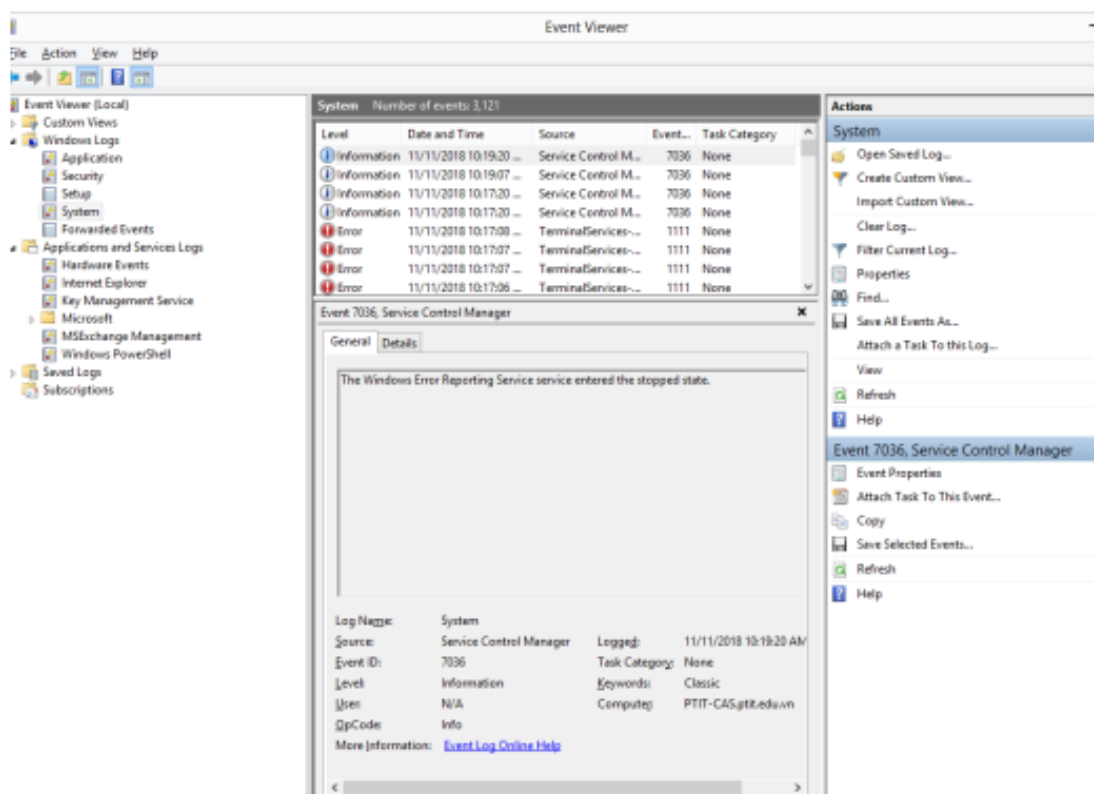 Event Viewer
File Action View Help
Event Viewer (Local)
Custom Views
Windows Logs
Application
Security
Setup
System
Forwarded Events
Applications and Services Logs
Hardware Events
Internet Explorer
Key Management Service
Microsoft
MSExchange Management
Windows PowerShell
Saved Logs
Subscriptions
System Number of events: 3,121
Level Date and Time Source Event... Task Category
Information 11/11/2018 10:19:20 ... Service Control M... 7036 None
Information 11/11/2018 10:19:07 ... Service Control M... 7036 None
Information 11/11/2018 10:17:20 ... Service Control M... 7036 None
Information 11/11/2018 10:17:20 ... Service Control M... 7036 None
Error 11/11/2018 10:17:08 ... TerminalServices-... 1111 None
Error 11/11/2018 10:17:07 ... TerminalServices-... 1111 None
Error 11/11/2018 10:17:07 ... TerminalServices-... 1111 None
Error 11/11/2018 10:17:06 ... TerminalServices-... 1111 None
Event 7036, Service Control Manager
General Details
The Windows Error Reporting Service service entered the stopped state.
Log Name: System
Source: Service Control Manager Logged: 11/11/2018 10:19:20 AM
Event ID: 7036 Task Category: None
Level: Information Keywords: Classic
User: N/A Computer: PTIT-CAS.ptit.edu.vn
OpCode: Info
More Information: Event Log Online Help
Actions
System
Open Saved Log...
Create Custom View...
Import Custom View...
Clear Log...
Filter Current Log...
Properties
Find...
Save All Events As...
Attach a Task To this Log...
View
Refresh
Help
Event 7036, Service Control Manager
Event Properties
Attach Task To This Event...
Copy
Save Selected Events...
Refresh
Help